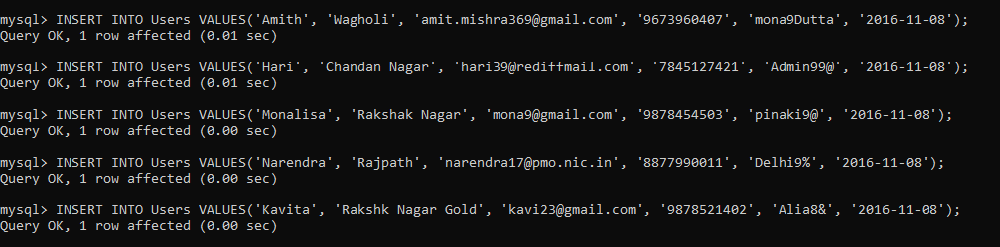 mysql> INSERT INTO Users VALUES('Amith', 'Wagholi', 'amit.mishra369@gmail.com', '9673960407', 'mona9Dutta', '2016-11-08');
Query OK, 1 row affected (0.01 sec)
mysql> INSERT INTO Users VALUES('Hari', 'Chandan Nagar', 'hari39@rediffmail.com', '7845127421', 'Admin99@', '2016-11-08');
Query OK, 1 row affected (0.01 sec)
mysql> INSERT INTO Users VALUES('Monalisa', 'Rakshak Nagar', 'mona9@gmail.com', '9878454503', 'pinaki9@', '2016-11-08');
Query OK, 1 row affected (0.00 sec)
mysql> INSERT INTO Users VALUES('Narendra', 'Rajpath', 'narendra17@pmo.nic.in', '8877990011', 'Delhi9%', '2016-11-08');
Query OK, 1 row affected (0.00 sec)
mysql> INSERT INTO Users VALUES('Kavita', 'Rakshk Nagar Gold', 'kavi23@gmail.com', '9878521402', 'Alia8&', '2016-11-08');
Query OK, 1 row affected (0.00 sec)